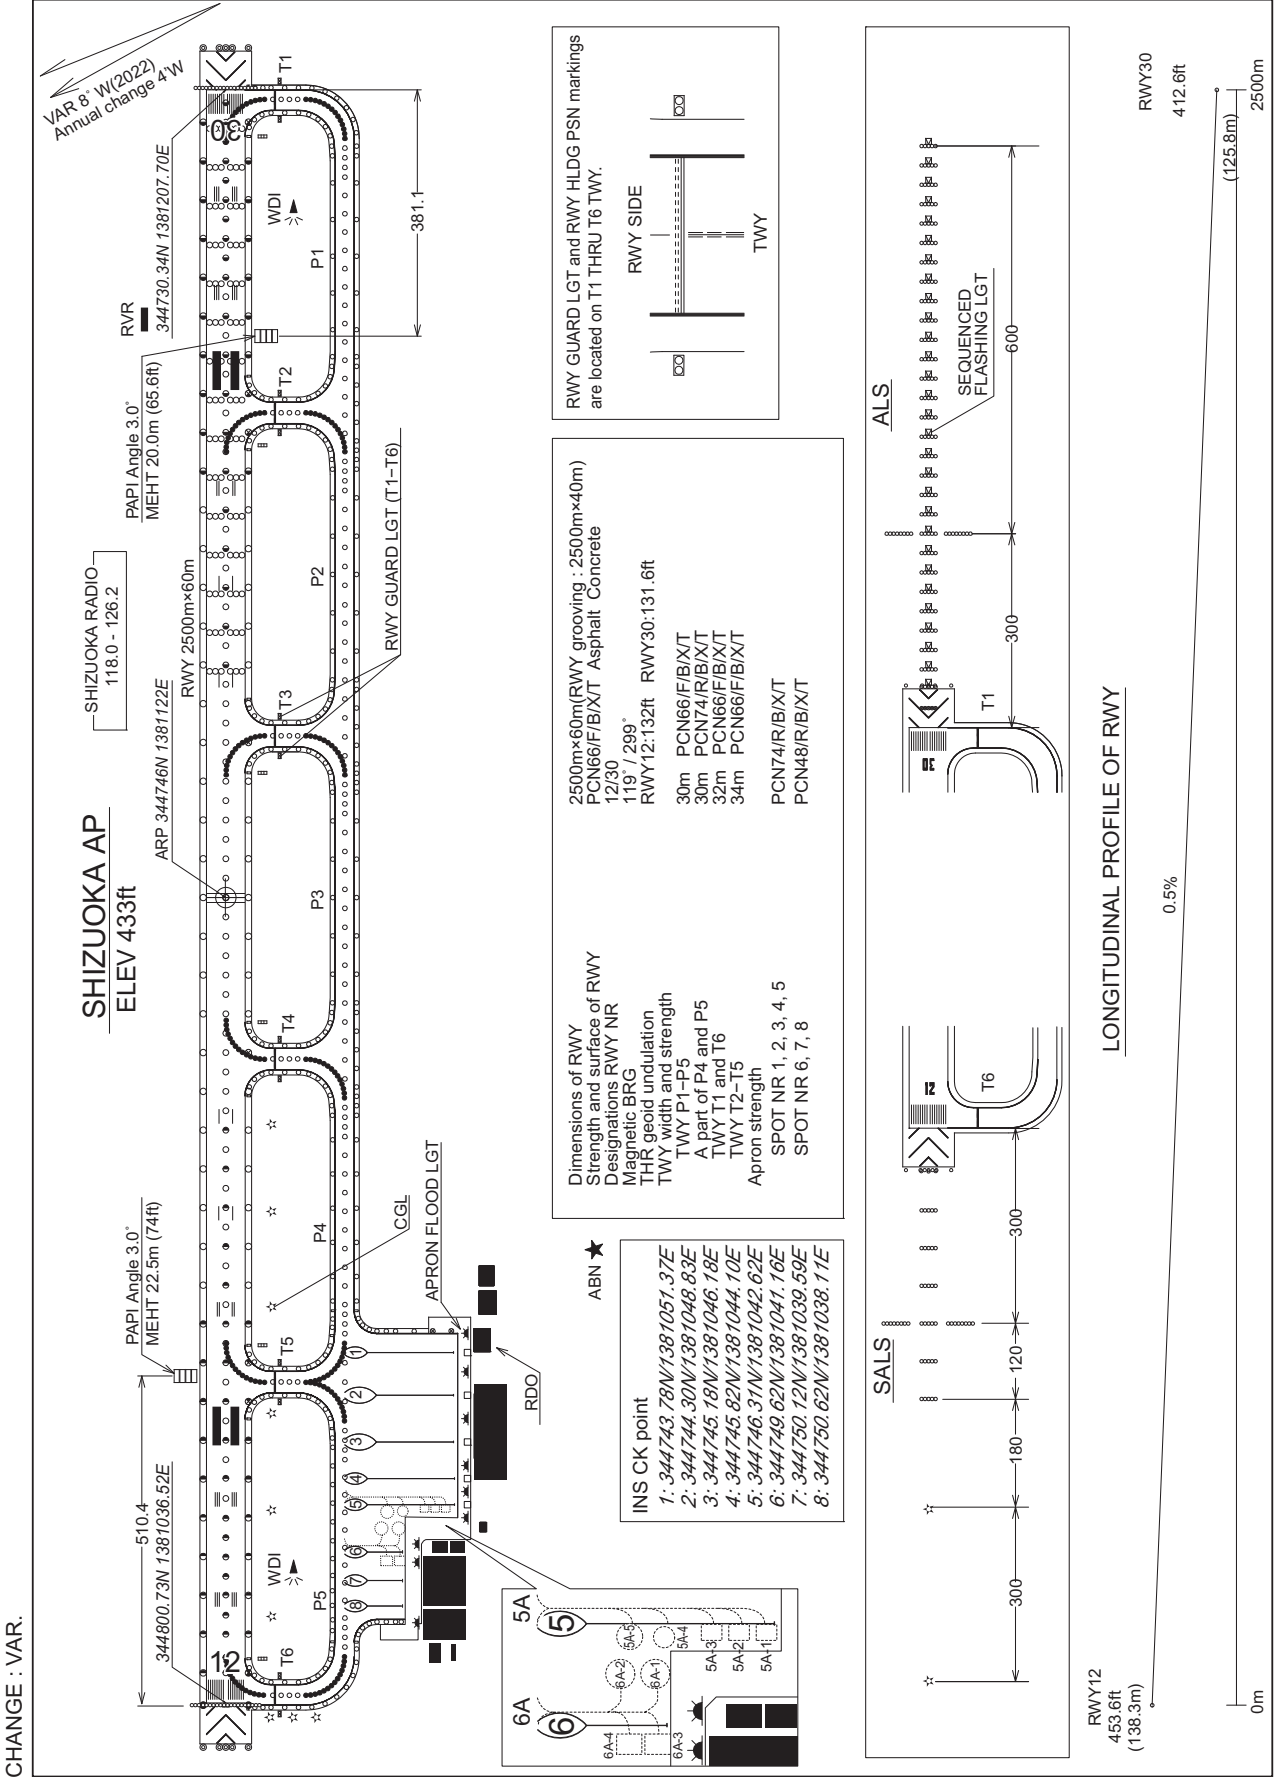 CHANGE : VAR.
SHIZUOKA AP
ELEV 433ft
SHIZUOKA RADIO
118.0 - 126.2
VAR 8° W(2022)
Annual change 4'W
510.4
344800.73N 1381036.52E
PAPI Angle 3.0°
MEHT 22.5m (74ft)
ARP 344746N 1381122E
RWY 2500m×60m
PAPI Angle 3.0°
MEHT 20.0m (65.6ft)
RVR
344730.34N 1381207.70E
12
30
T6
WDI
T5
T4
T3
T2
WDI
T1
P5
P4
P3
P2
P1
381.1
8
7
6
5
4
3
2
1
CGL
APRON FLOOD LGT
RDO
RWY GUARD LGT (T1-T6)
6A
5A
6
5
6A-4
6A-3
6A-2
6A-1
5A-5
5A-4
5A-3
5A-2
5A-1
ABN
INS CK point
1: 344743.78N/1381051.37E
2: 344744.30N/1381048.83E
3: 344745.18N/1381046.18E
4: 344745.82N/1381044.10E
5: 344746.31N/1381042.62E
6: 344749.62N/1381041.16E
7: 344750.12N/1381039.59E
8: 344750.62N/1381038.11E
Dimensions of RWY 2500m×60m(RWY grooving : 2500m×40m)
Strength and surface of RWY PCN66/F/B/X/T Asphalt Concrete
Designations RWY NR 12/30
Magnetic BRG 119° / 299°
THR geoid undulation RWY12:132ft RWY30:131.6ft
TWY width and strength
TWY P1-P5 30m PCN66/F/B/X/T
A part of P4 and P5 30m PCN74/R/B/X/T
TWY T1 and T6 32m PCN66/F/B/X/T
TWY T2-T5 34m PCN66/F/B/X/T
Apron strength
SPOT NR 1, 2, 3, 4, 5 PCN74/R/B/X/T
SPOT NR 6, 7, 8 PCN48/R/B/X/T
RWY GUARD LGT and RWY HLDG PSN markings
are located on T1 THRU T6 TWY.
RWY SIDE
TWY
SALS
ALS
300
180
120
300
12
T6
30
T1
300
600
SEQUENCED
FLASHING LGT
LONGITUDINAL PROFILE OF RWY
RWY12
453.6ft
(138.3m)
0.5%
RWY30
412.6ft
(125.8m)
0m
2500m